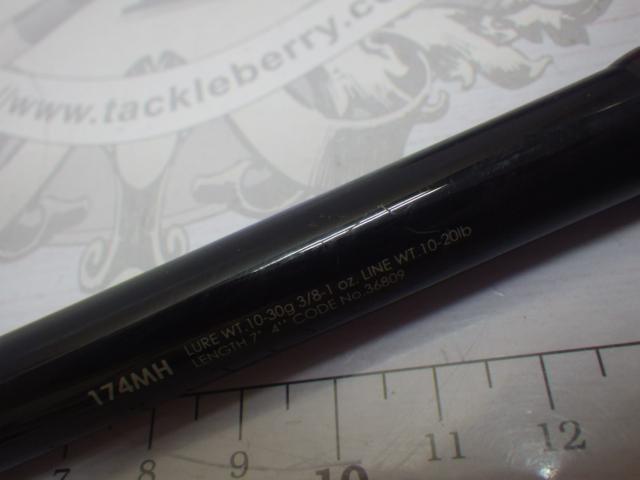 //www.tackleberry.
174MH
LURE WT.10-30g 3/8-1 oz. LINE WT.10-20lb
LENGTH 7' 4'' CODE No.36809
7 8 9 10 11 12